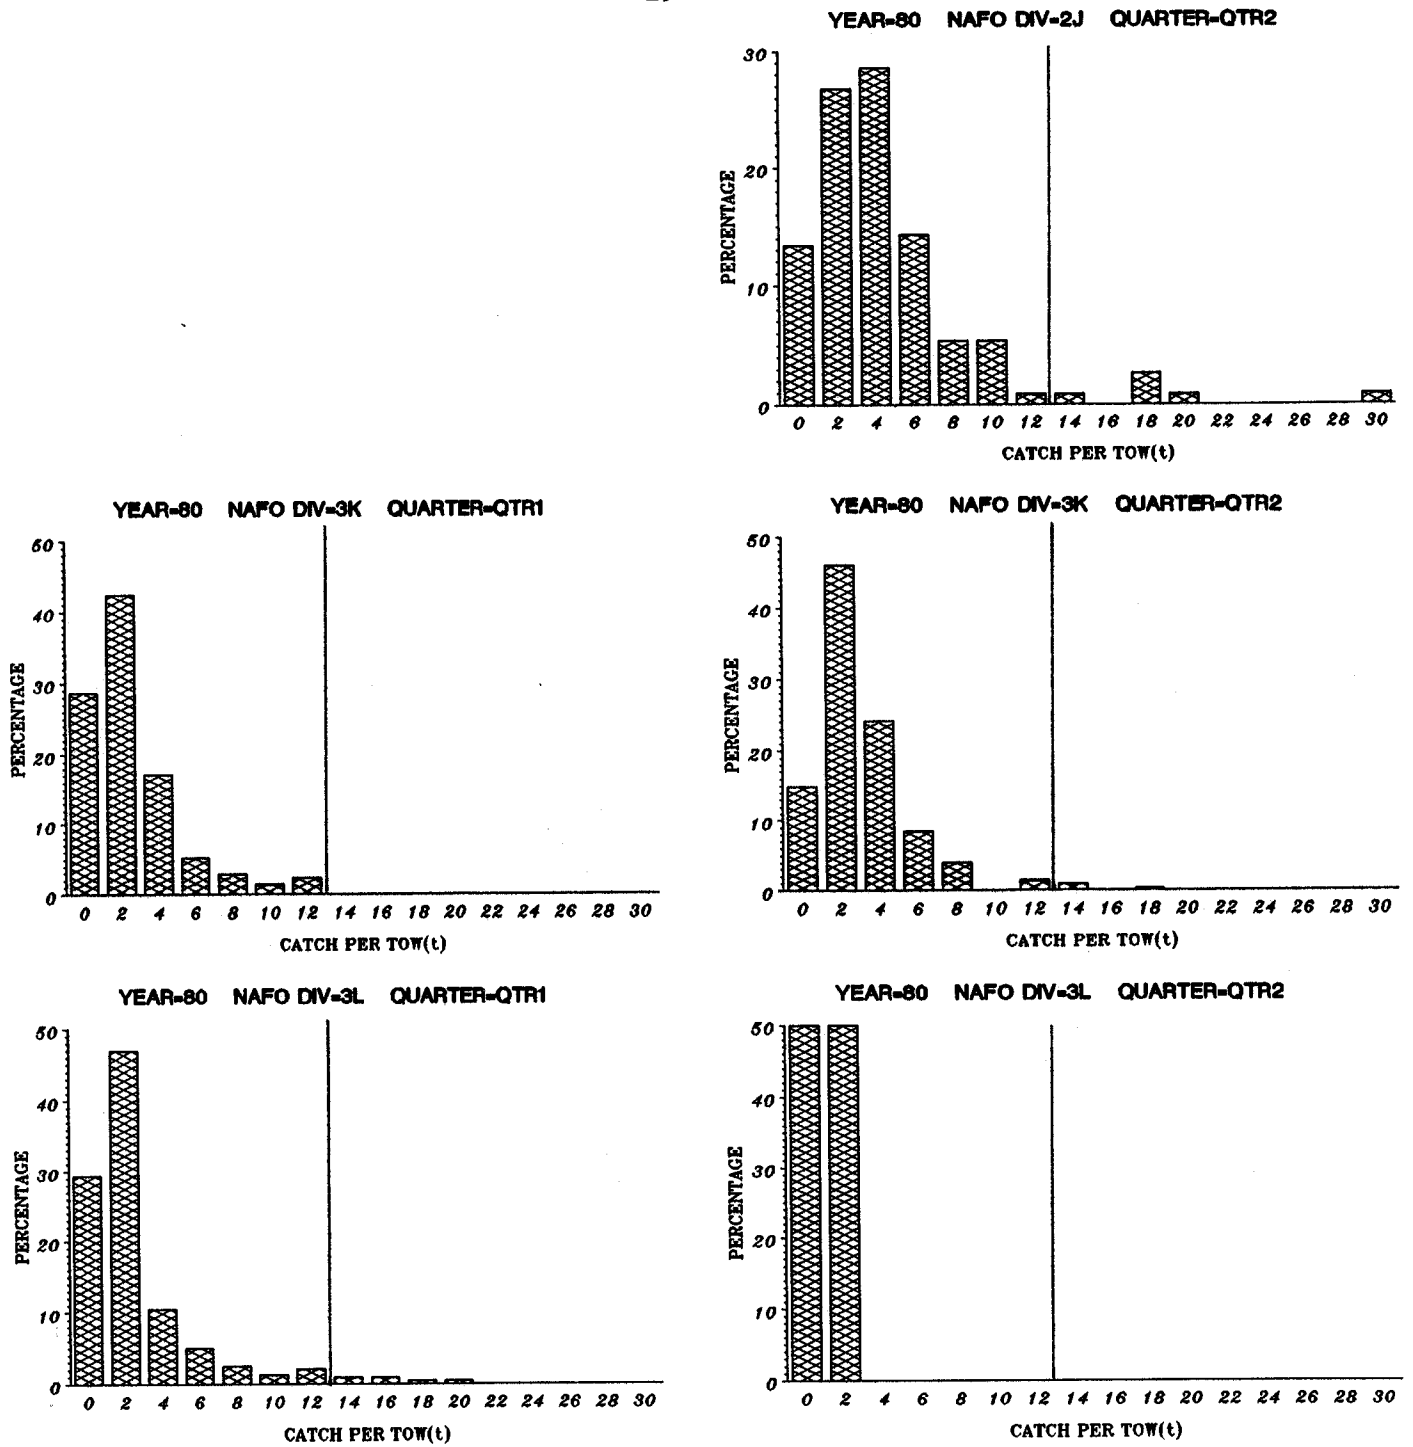 YEAR=80 NAFO DIV=2J QUARTER=QTR2
30
20
10
0
PERCENTAGE
0 2 4 6 8 10 12 14 16 18 20 22 24 26 28 30
CATCH PER TOW(t)
YEAR=80 NAFO DIV=3K QUARTER=QTR1
50
40
30
20
10
0
PERCENTAGE
0 2 4 6 8 10 12 14 16 18 20 22 24 26 28 30
CATCH PER TOW(t)
YEAR=80 NAFO DIV=3K QUARTER=QTR2
50
40
30
20
10
0
PERCENTAGE
0 2 4 6 8 10 12 14 16 18 20 22 24 26 28 30
CATCH PER TOW(t)
YEAR=80 NAFO DIV=3L QUARTER=QTR1
50
40
30
20
10
0
PERCENTAGE
0 2 4 6 8 10 12 14 16 18 20 22 24 26 28 30
CATCH PER TOW(t)
YEAR=80 NAFO DIV=3L QUARTER=QTR2
50
40
30
20
10
0
PERCENTAGE
0 2 4 6 8 10 12 14 16 18 20 22 24 26 28 30
CATCH PER TOW(t)